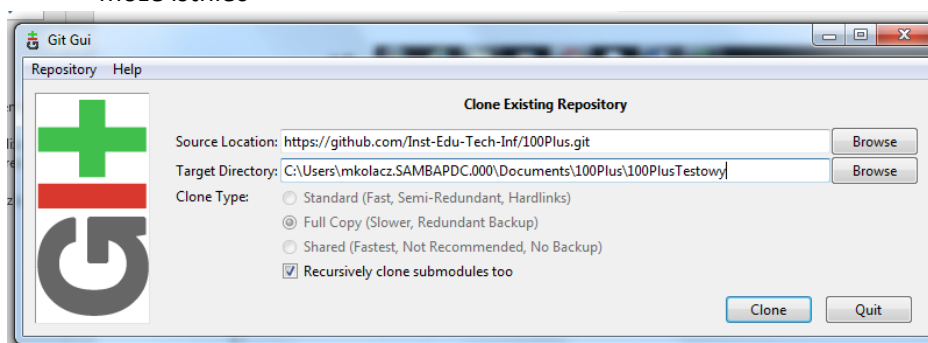 Git Gui
Repository Help
GIT
Clone Existing Repository
Source Location: https://github.com/Inst-Edu-Tech-Inf/100Plus.git Browse
Target Directory: C:\Users\mkolacz.SAMBAPDC.000\Documents\100Plus\100PlusTestowy Browse
Clone Type: Standard (Fast, Semi-Redundant, Hardlinks)
Full Copy (Slower, Redundant Backup)
Shared (Fastest, Not Recommended, No Backup)
Recursively clone submodules too
Clone Quit